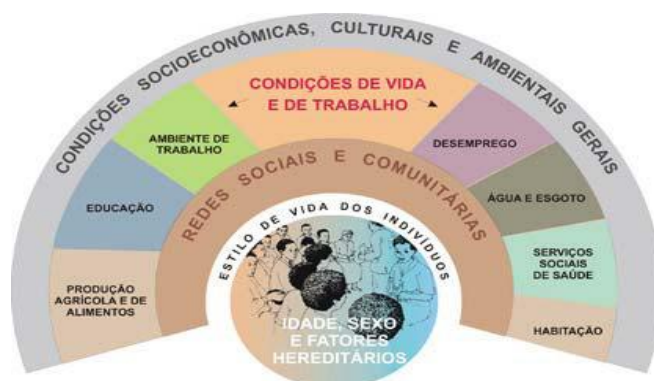 CONDIÇÕES SOCIOECONÔMICAS, CULTURAIS E AMBIENTAIS GERAIS
CONDIÇÕES DE VIDA
E DE TRABALHO
AMBIENTE DE
TRABALHO
DESEMPREGO
EDUCAÇÃO
ÁGUA E ESGOTO
PRODUÇÃO
AGRÍCOLA E DE
ALIMENTOS
SERVIÇOS
SOCIAIS
DE SAÚDE
HABITAÇÃO
REDES SOCIAIS E COMUNITÁRIAS
ESTILO DE VIDA DOS INDIVÍDUOS
IDADE, SEXO
E FATORES
HEREDITÁRIOS